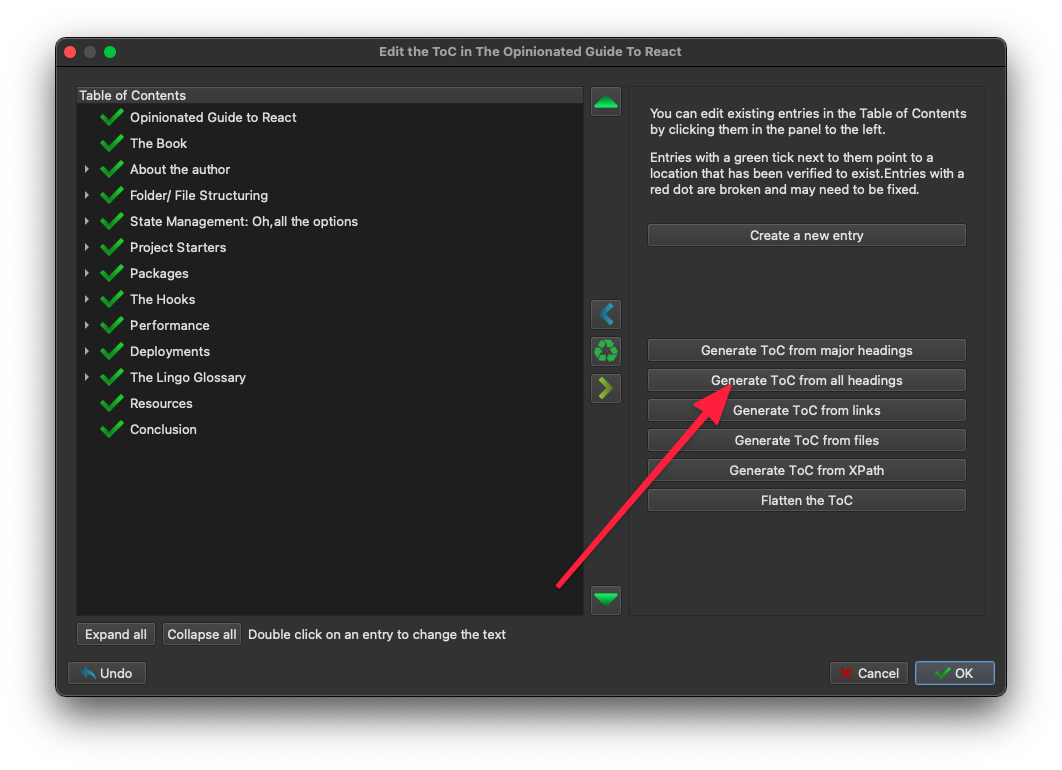 Edit the ToC in The Opinionated Guide To React
Table of Contents
Opinionated Guide to React
The Book
About the author
Folder/ File Structuring
State Management: Oh,all the options
Project Starters
Packages
The Hooks
Performance
Deployments
The Lingo Glossary
Resources
Conclusion
You can edit existing entries in the Table of Contents
by clicking them in the panel to the left.
Entries with a green tick next to them point to a
location that has been verified to exist.Entries with a
red dot are broken and may need to be fixed.
Create a new entry
Generate ToC from major headings
Generate ToC from all headings
Generate ToC from links
Generate ToC from files
Generate ToC from XPath
Flatten the ToC
Expand all
Collapse all
Double click on an entry to change the text
Undo
Cancel
OK